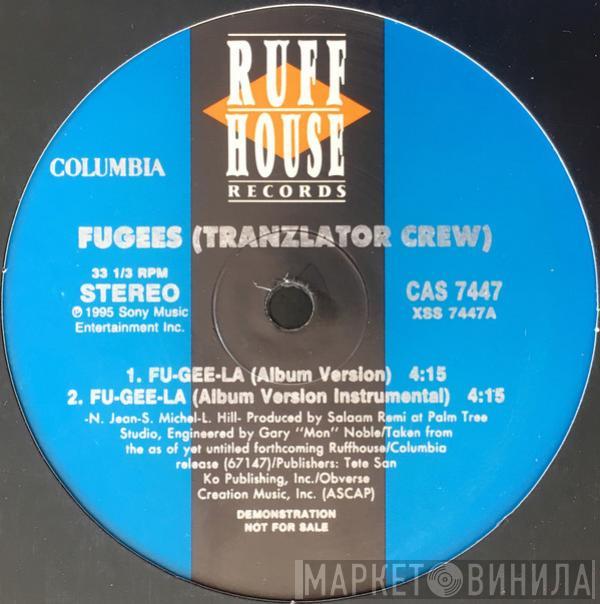 RUFF
HOUSE
RECORDS
COLUMBIA
FUGEES (TRANZLATOR CREW)
33 1/3 RPM
STEREO
℗ 1995 Sony Music
Entertainment Inc.
CAS 7447
XSS 7447A
1. FU-GEE-LA (Album Version) 4:15
2. FU-GEE-LA (Album Version Instrumental) 4:15
-N. Jean-S. Michel-L. Hill- Produced by Salaam Remi at Palm Tree
Studio, Engineered by Gary "Mon" Noble/Taken from
the as of yet untitled forthcoming Ruffhouse/Columbia
release (67147)/Publishers: Tete San
Ko Publishing, Inc./Obverse
Creation Music, Inc. (ASCAP)
DEMONSTRATION
NOT FOR SALE
МАРКЕТ ВИНИЛА